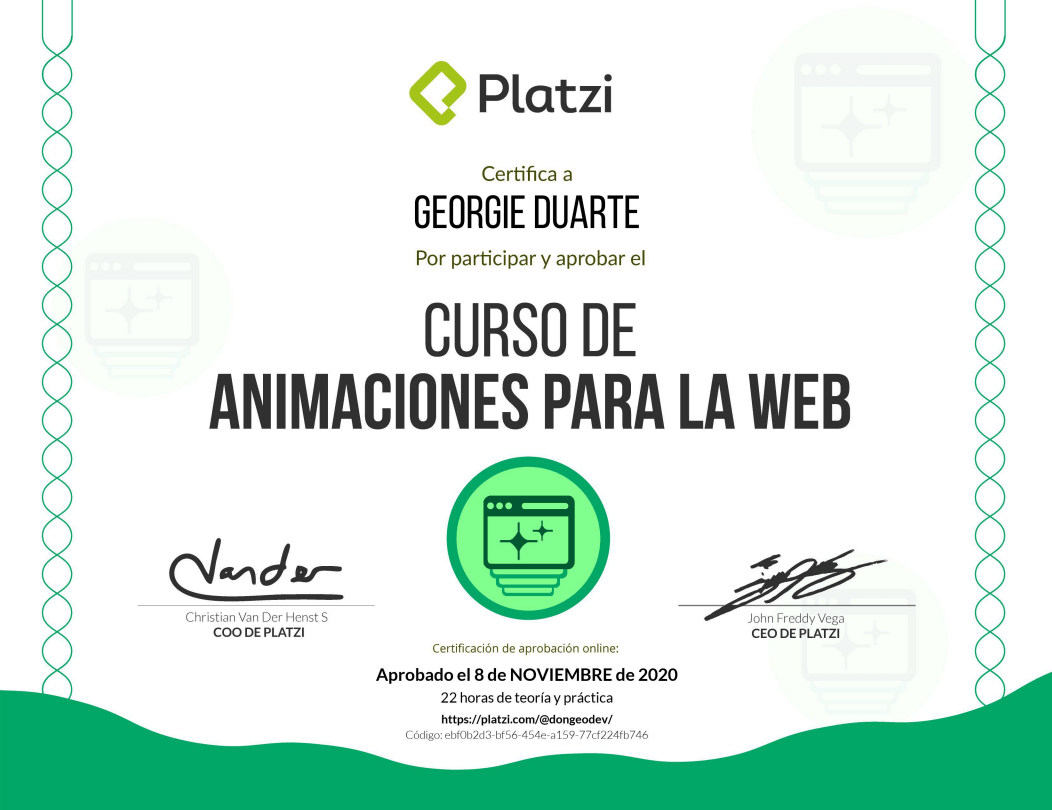 Platzi
Certifica a
GEORGIE DUARTE
Por participar y aprobar el
CURSO DE
ANIMACIONES PARA LA WEB
Vander
Christian Van Der Henst S
COO DE PLATZI
John Freddy Vega
CEO DE PLATZI
Certificación de aprobación online:
Aprobado el 8 de NOVIEMBRE de 2020
22 horas de teoría y práctica
https://platzi.com/@dongeodev/
Código: ebf0b2d3-bf56-454e-a159-77cf224fb746